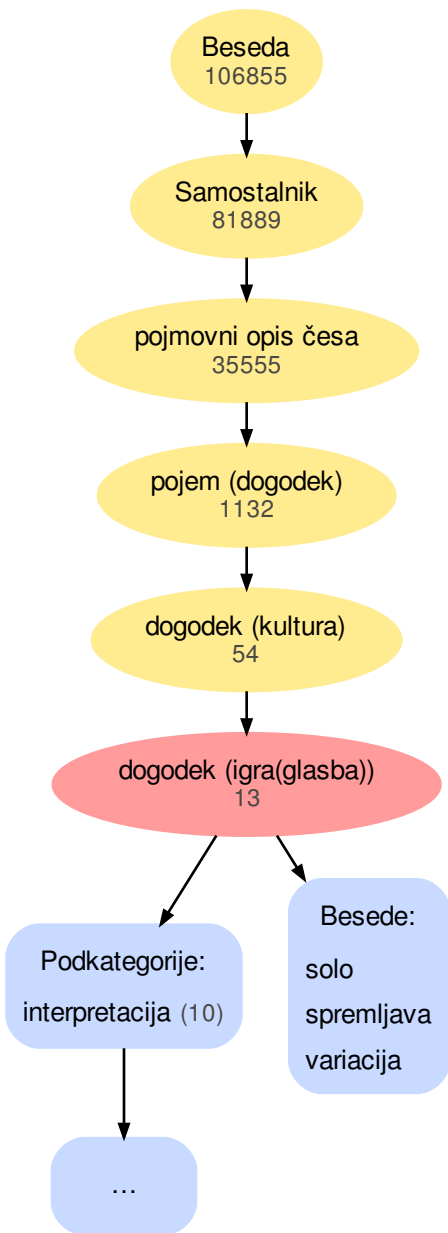 Beseda
106855
Samostalnik
81889
pojmovni opis česa
35555
pojem (dogodek)
1132
dogodek (kultura)
54
dogodek (igra(glasba))
13
Podkategorije:
interpretacija (10)
...
Besede:
solo
spremljava
variacija